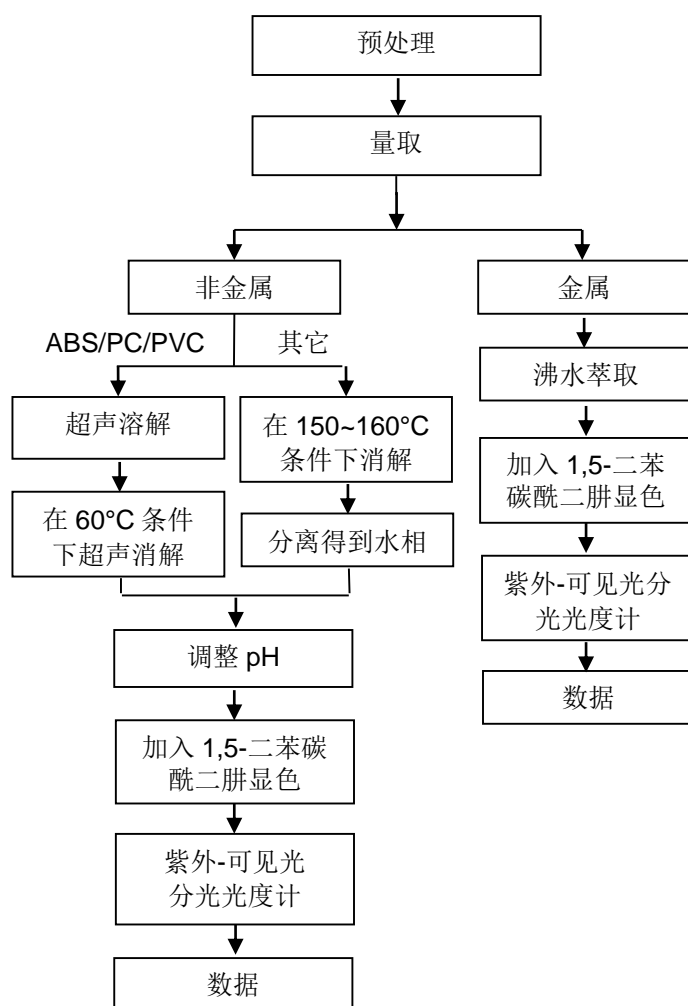 预处理
量取
非金属
金属
ABS/PC/PVC
其它
沸水萃取
超声溶解
在 150~160°C
条件下消解
加入 1,5-二苯
碳酰二肼显色
在 60°C 条件
下超声消解
分离得到水相
紫外-可见光分
光光度计
调整 pH
数据
加入 1,5-二苯碳
酰二肼显色
紫外-可见光
分光光度计
数据